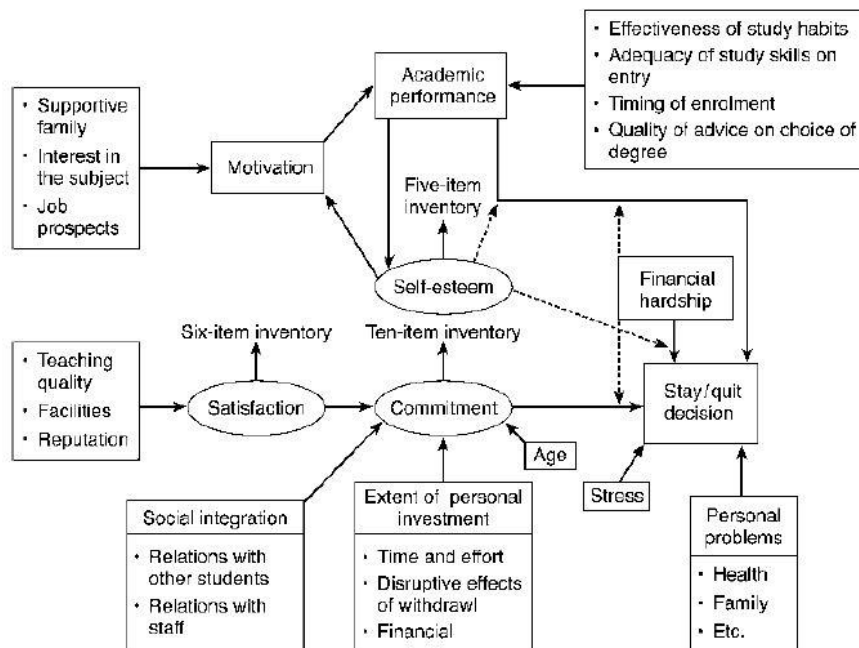 • Effectiveness of study habits
• Adequacy of study skills on
entry
• Timing of enrolment
• Quality of advice on choice of
degree
Academic
performance
• Supportive
family
• Interest in
the subject
• Job
prospects
Motivation
Five-item
inventory
Self-esteem
Financial
hardship
Six-item inventory
Ten-item inventory
• Teaching
quality
• Facilities
• Reputation
Satisfaction
Commitment
Stay/quit
decision
Age
Stress
Social integration
• Relations with
other students
• Relations with
staff
Extent of personal
investment
• Time and effort
• Disruptive effects
of withdrawl
• Financial
Personal
problems
• Health
• Family
• Etc.